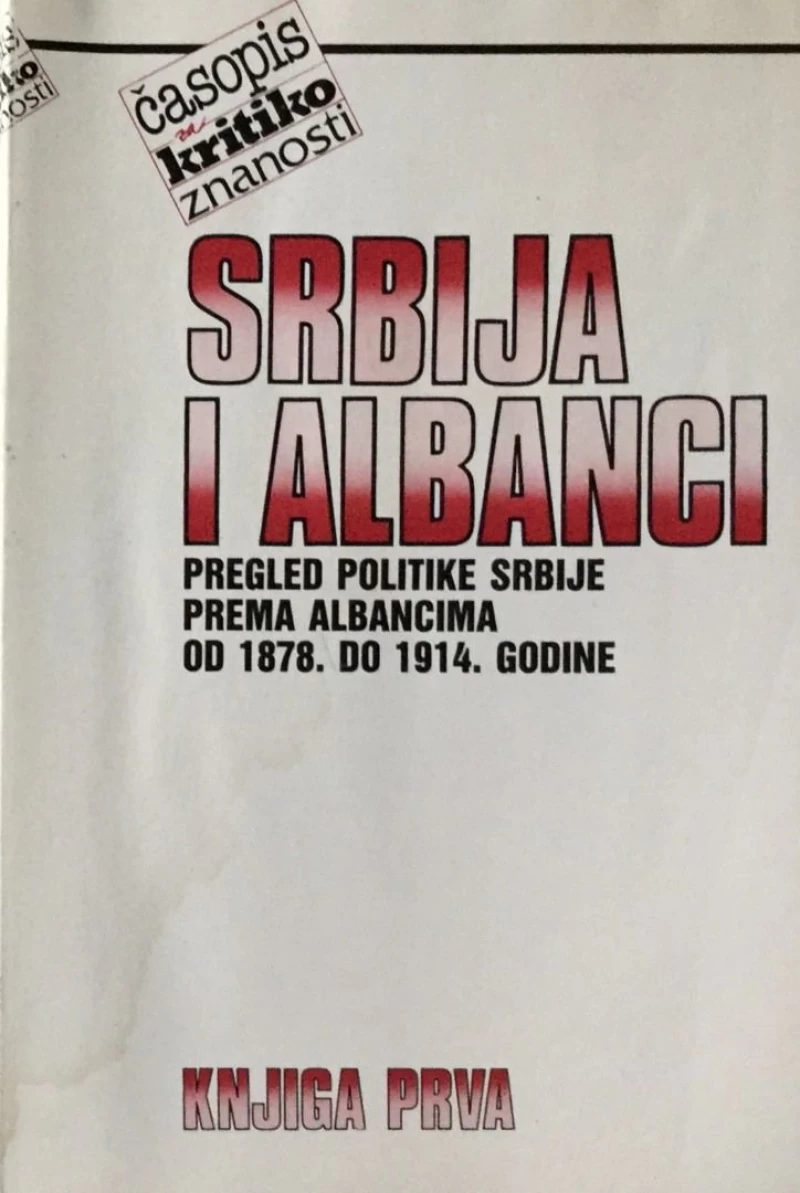 časopis
za
kritiko
znanosti
SRBIJA
I ALBANCI
PREGLED POLITIKE SRBIJE
PREMA ALBANCIMA
OD 1878. DO 1914. GODINE
KNJIGA PRVA